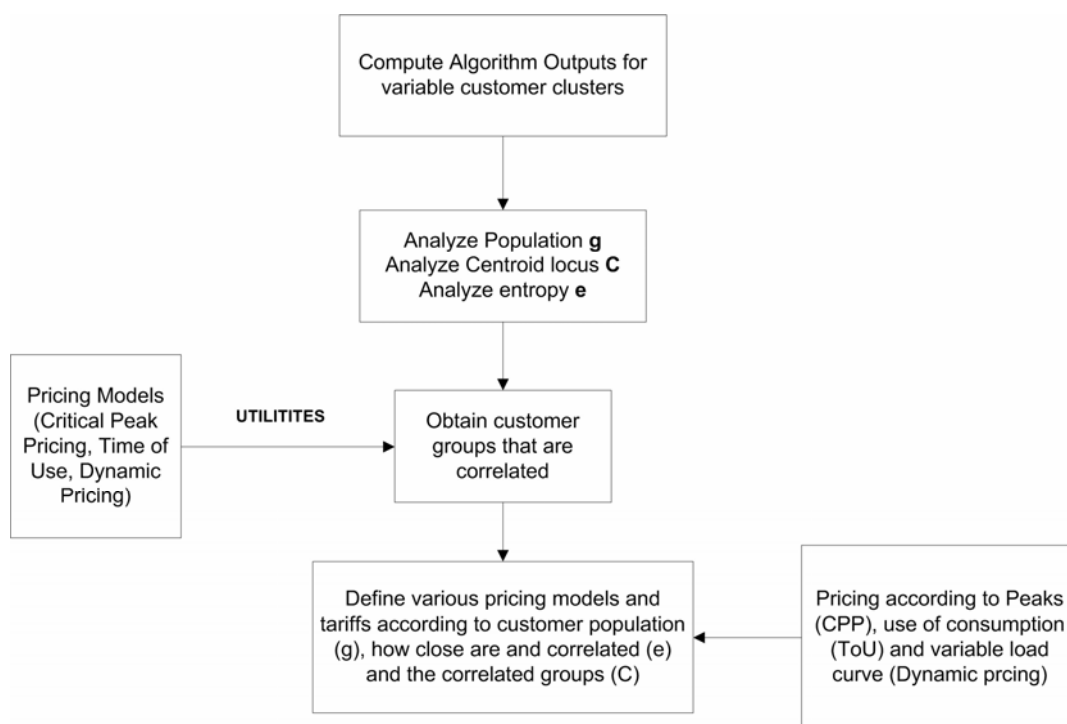 Compute Algorithm Outputs for
variable customer clusters
Analyze Population g
Analyze Centroid locus C
Analyze entropy e
Pricing Models
(Critical Peak
Pricing, Time of
Use, Dynamic
Pricing)
UTILITITES
Obtain customer
groups that are
correlated
Define various pricing models and
tariffs according to customer population
(g), how close are and correlated (e)
and the correlated groups (C)
Pricing according to Peaks
(CPP), use of consumption
(ToU) and variable load
curve (Dynamic prcing)